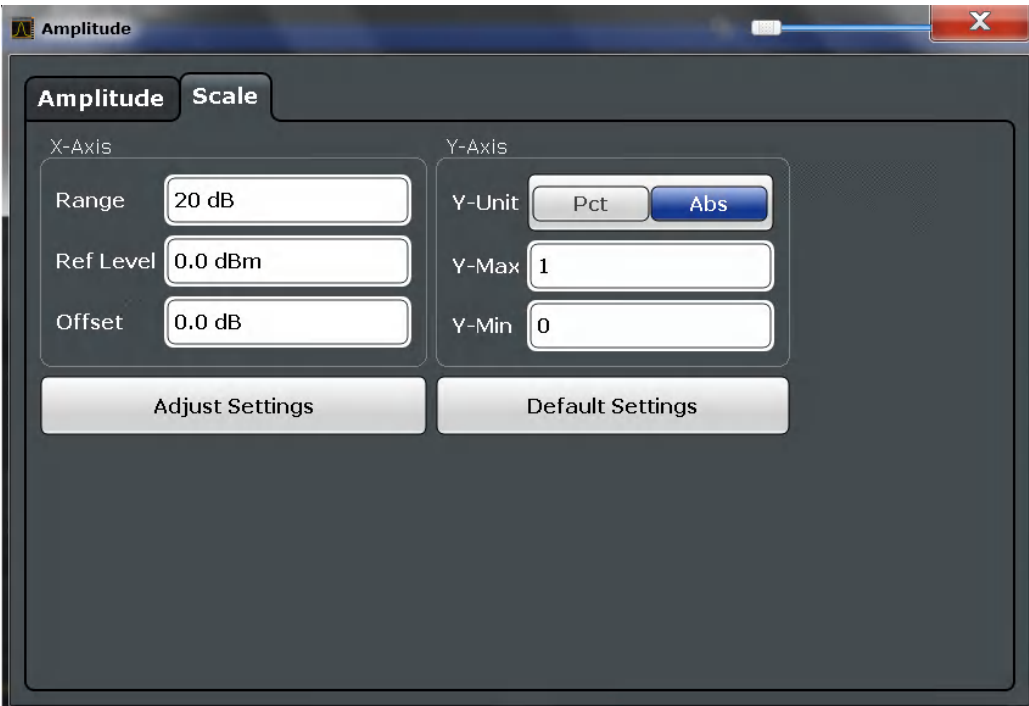 Amplitude
X
Amplitude Scale
X-Axis
Range 20 dB
Ref Level 0.0 dBm
Offset 0.0 dB
Adjust Settings
Y-Axis
Y-Unit Pct Abs
Y-Max 1
Y-Min 0
Default Settings